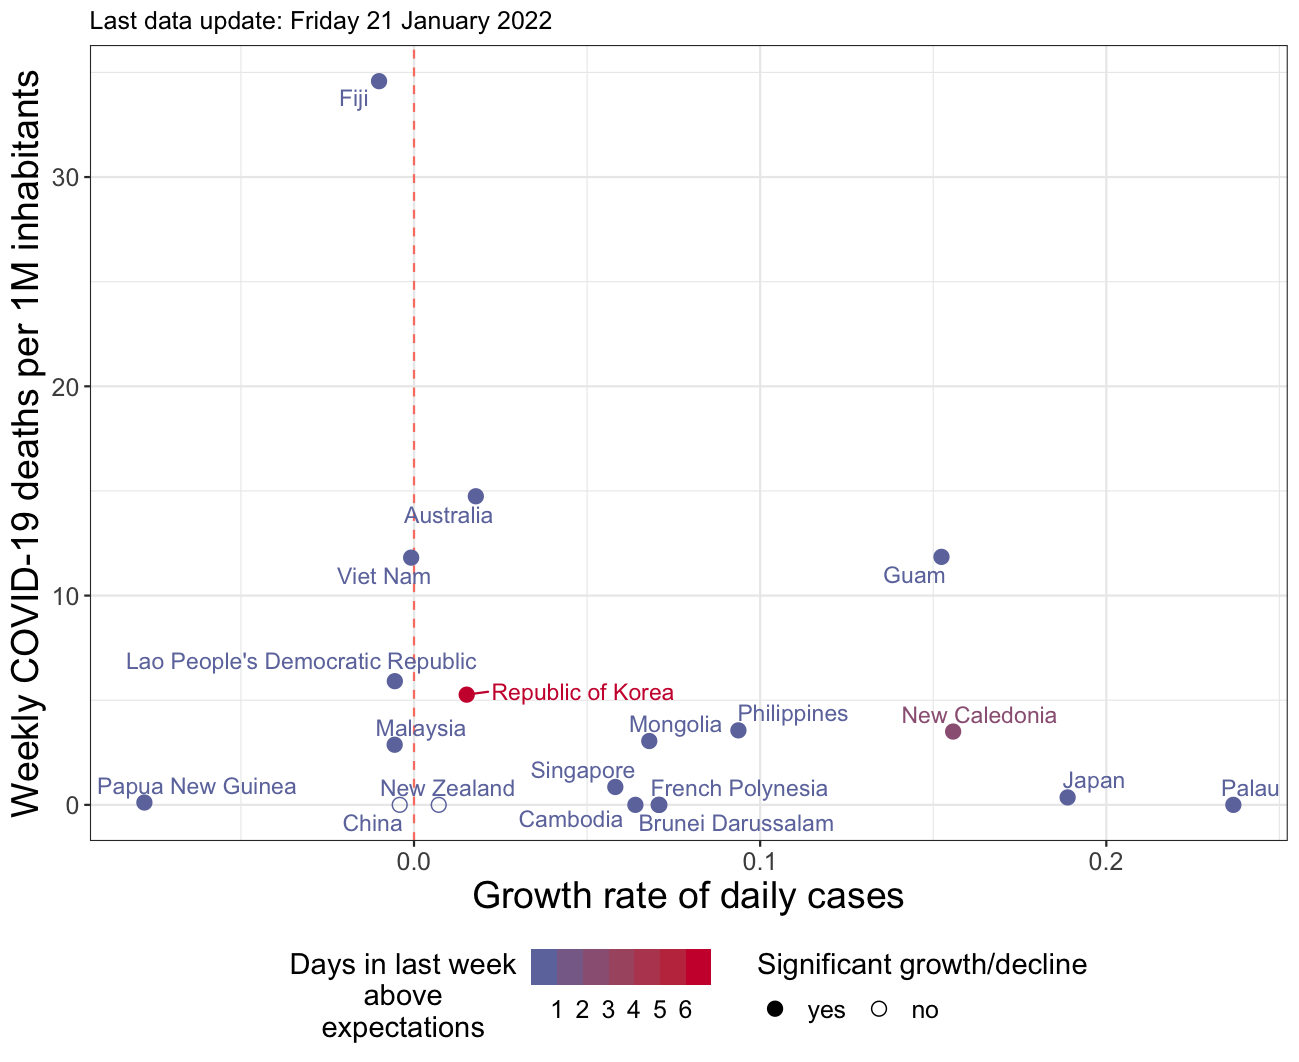 Last data update: Friday 21 January 2022
Weekly COVID-19 deaths per 1M inhabitants
30
20
10
0
Fiji
Australia
Viet Nam
Guam
Lao People's Democratic Republic
Republic of Korea
Philippines
New Caledonia
Mongolia
Malaysia
Singapore
Japan
Papua New Guinea
New Zealand
French Polynesia
Palau
China
Cambodia
Brunei Darussalam
0.0
0.1
0.2
Growth rate of daily cases
Days in last week
above
expectations
1 2 3 4 5 6
Significant growth/decline
yes
no